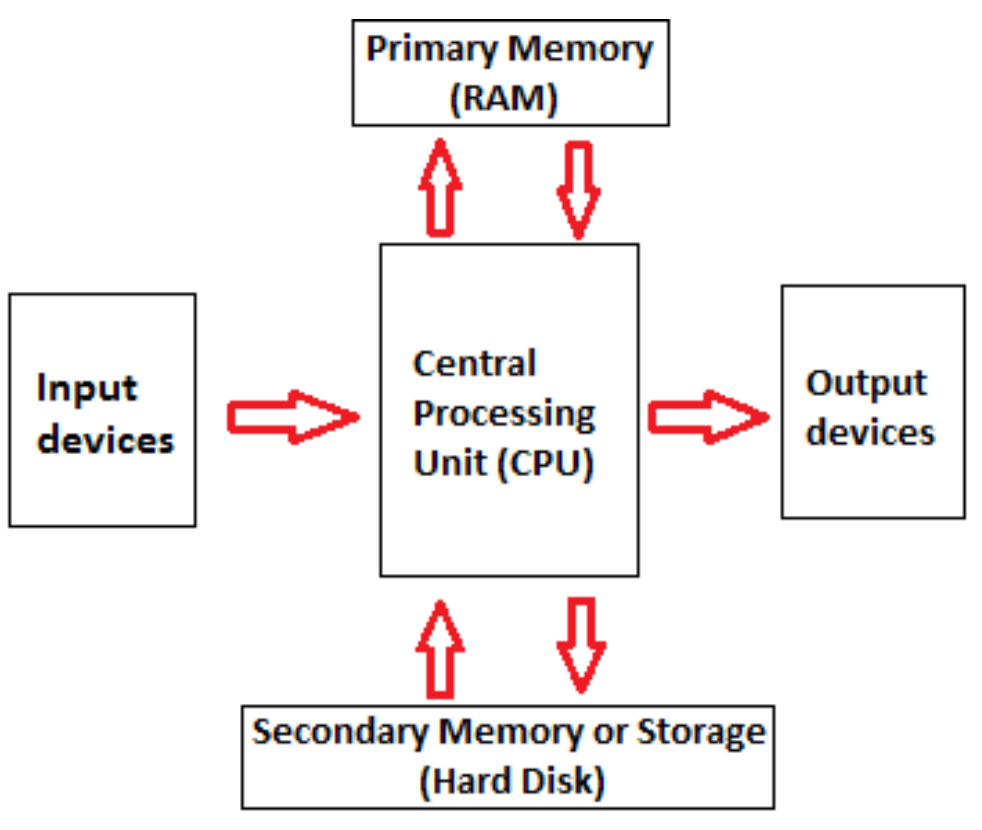 Primary Memory
(RAM)
Input
devices
Central
Processing
Unit (CPU)
Output
devices
Secondary Memory or Storage
(Hard Disk)